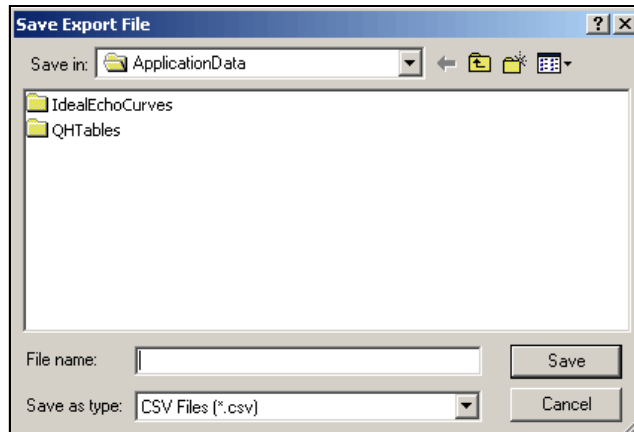 Save Export File
Save in: ApplicationData
IdealEchoCurves
QHTables
File name:
Save
Save as type: CSV Files (*.csv)
Cancel